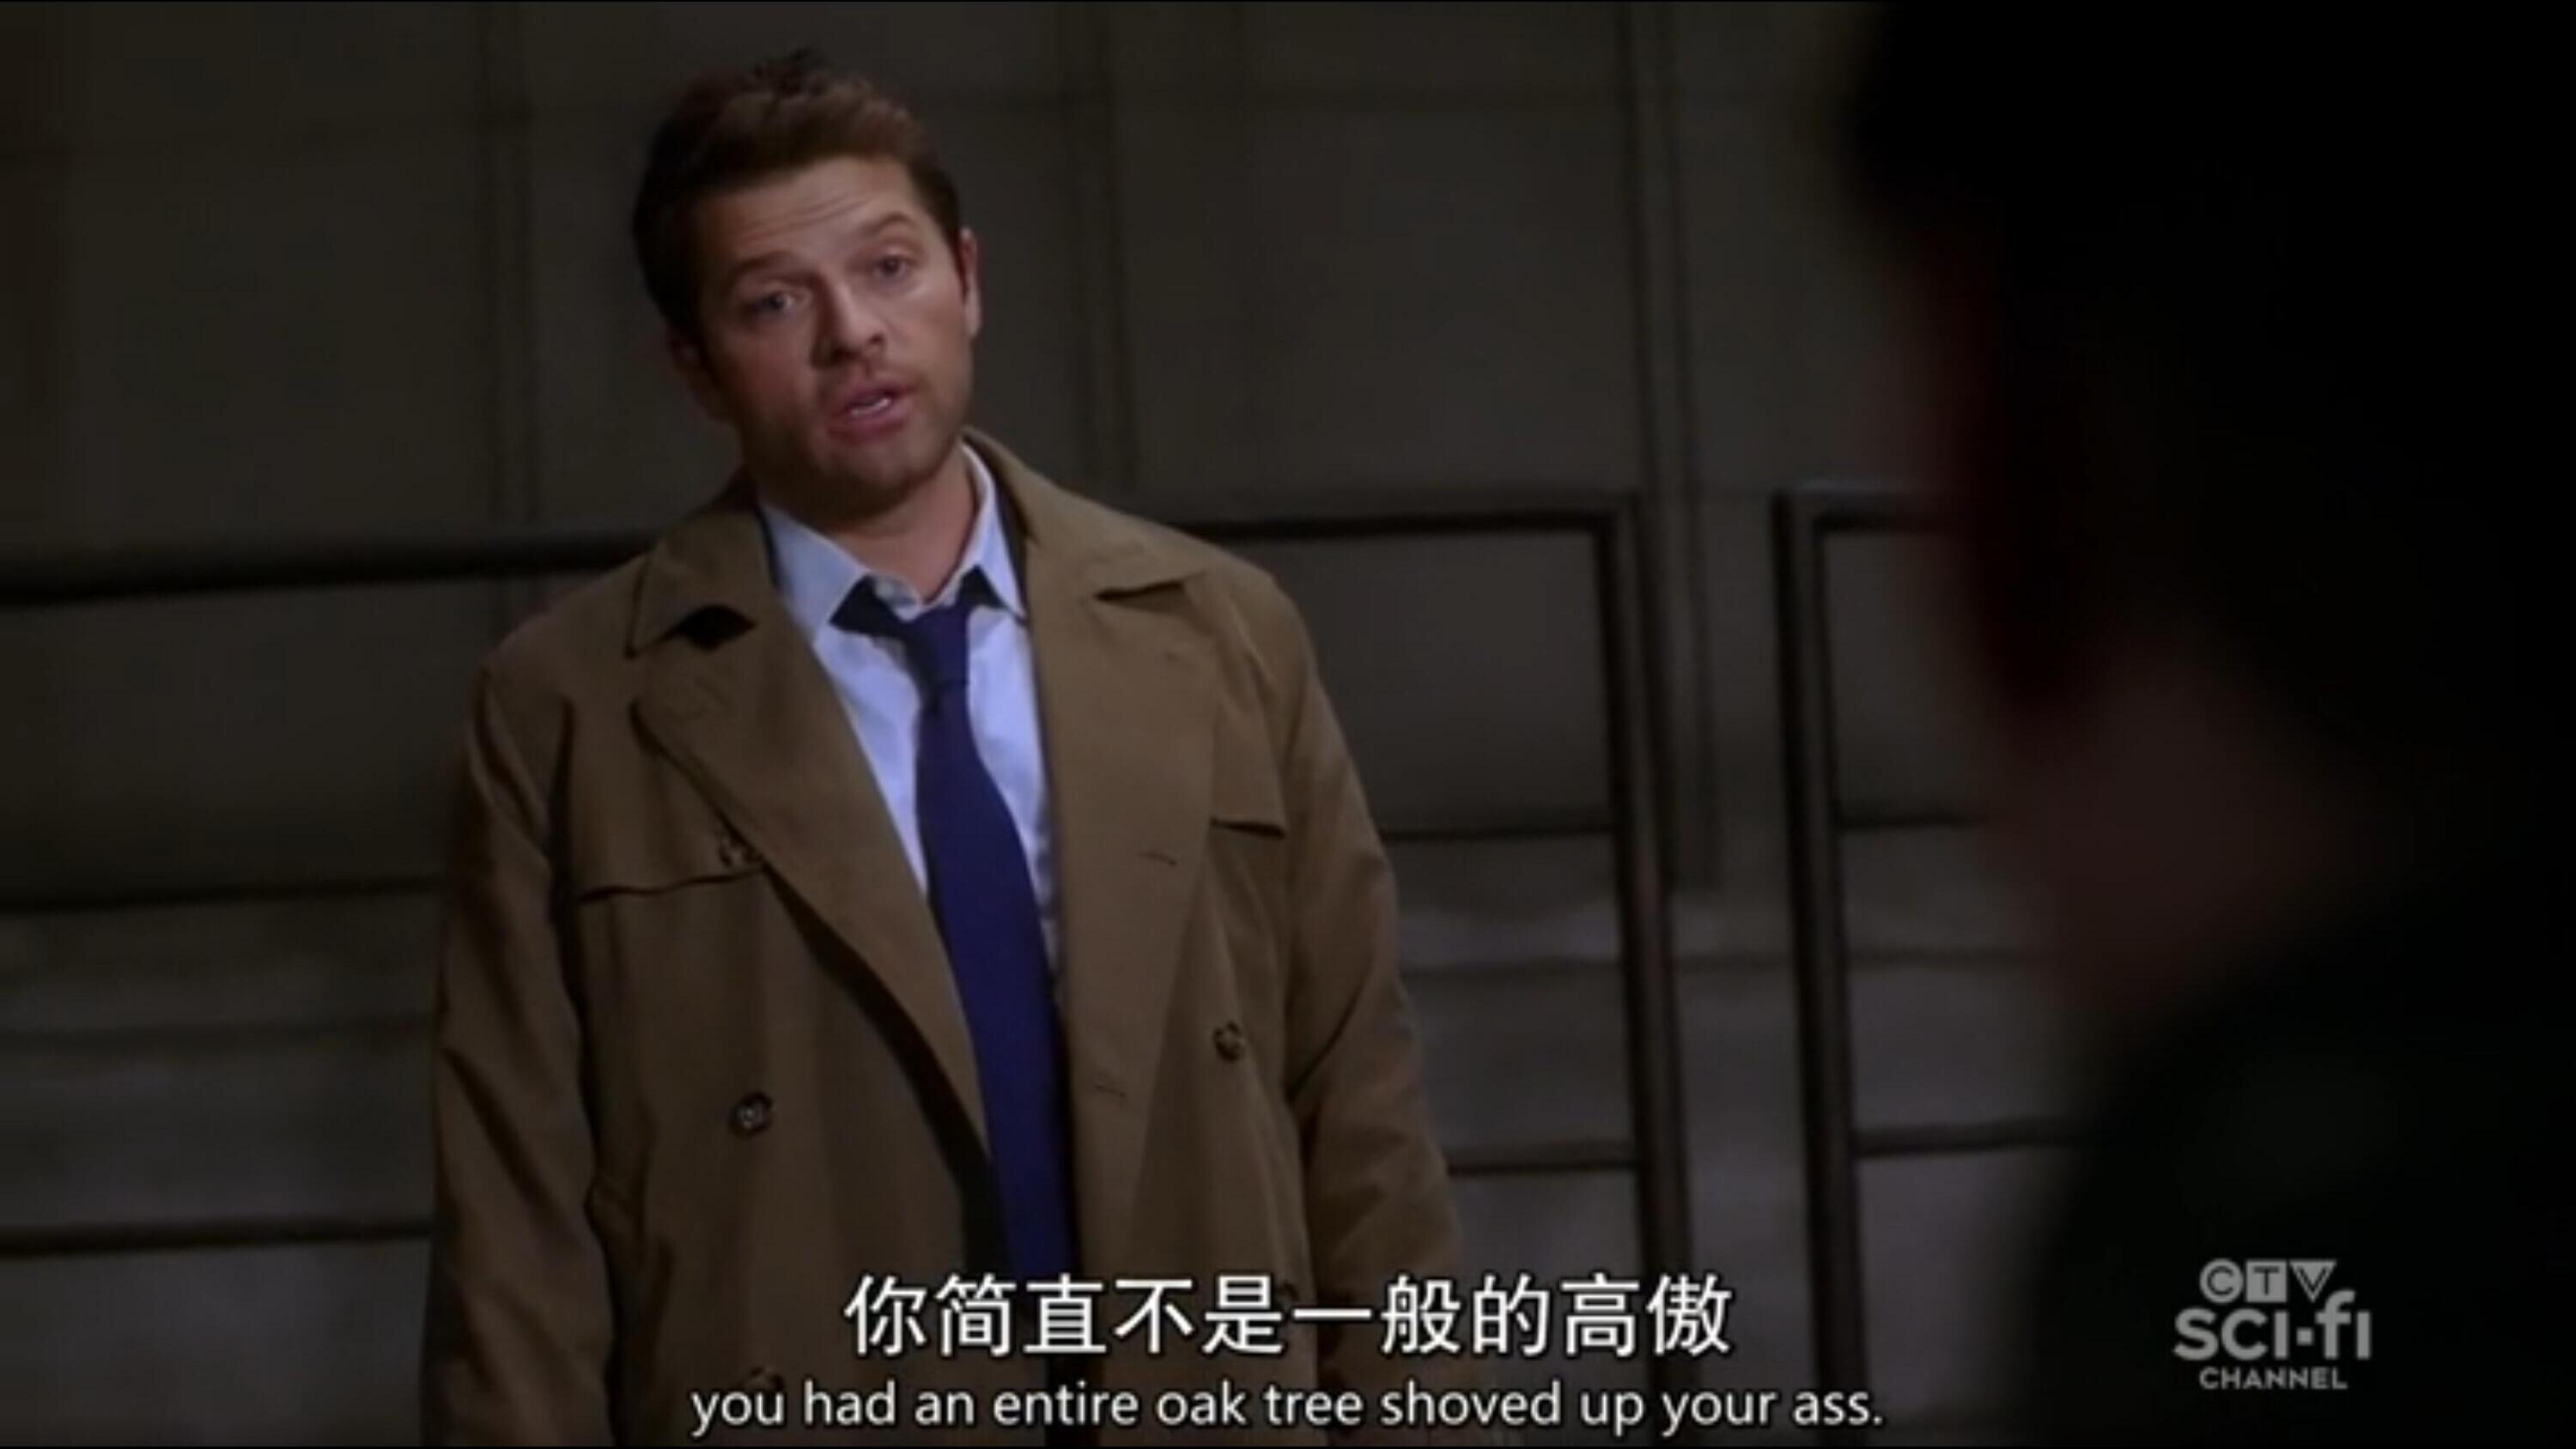 你简直不是一般的高傲
you had an entire oak tree shoved up your ass.
CTV
SCI-FI
CHANNEL